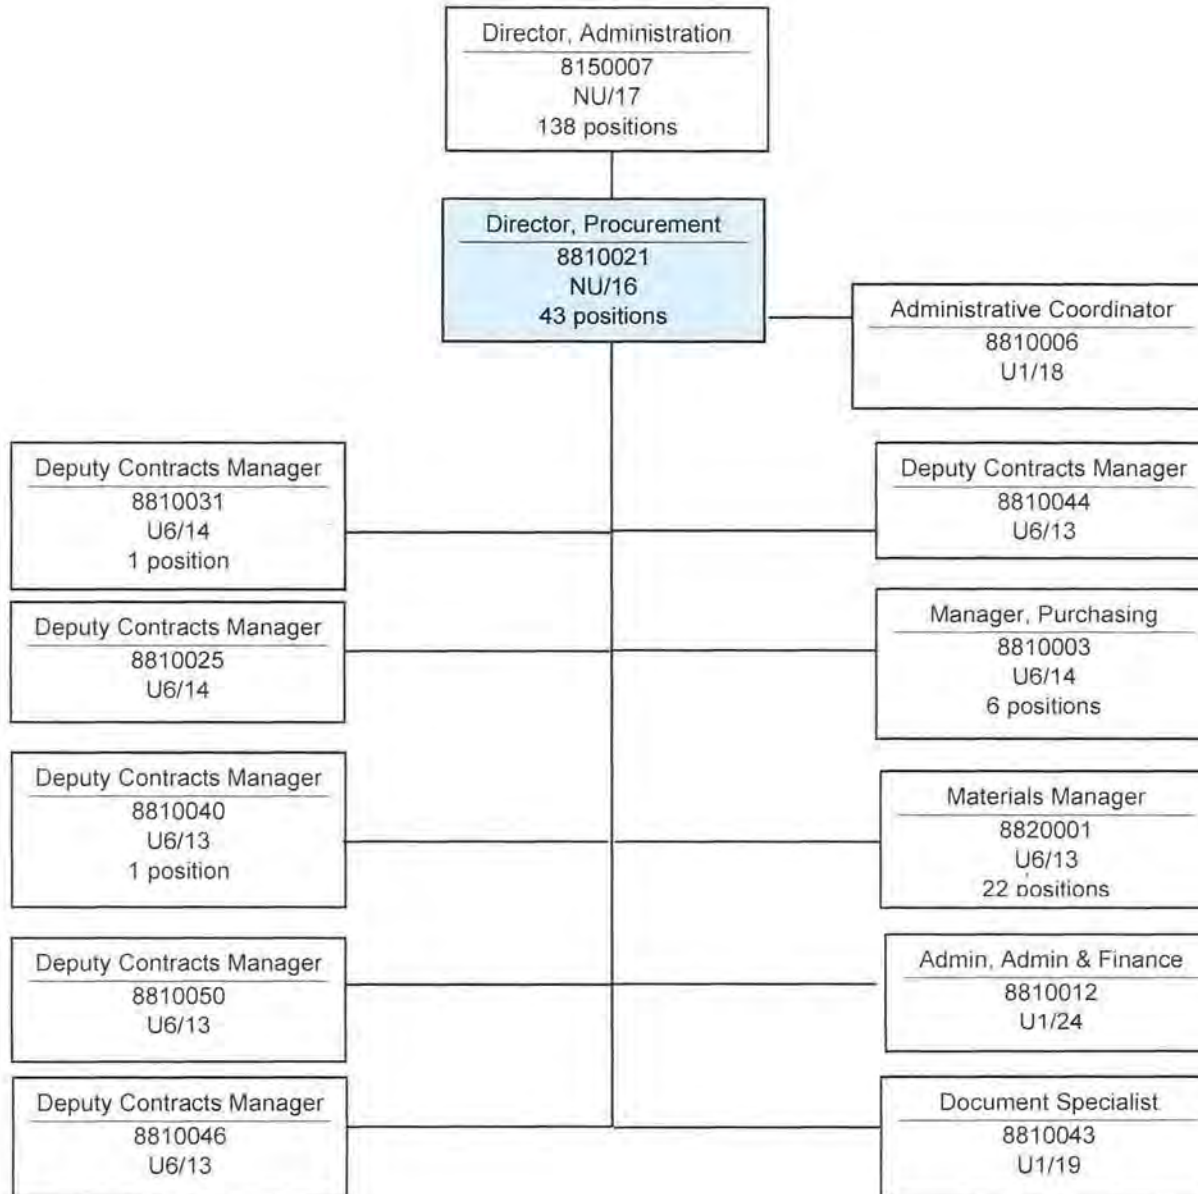 Director, Administration
8150007
NU/17
138 positions
Director, Procurement
8810021
NU/16
43 positions
Administrative Coordinator
8810006
U1/18
Deputy Contracts Manager
8810031
U6/14
1 position
Deputy Contracts Manager
8810044
U6/13
Deputy Contracts Manager
8810025
U6/14
Manager, Purchasing
8810003
U6/14
6 positions
Deputy Contracts Manager
8810040
U6/13
1 position
Materials Manager
8820001
U6/13
22 positions
Deputy Contracts Manager
8810050
U6/13
Admin, Admin & Finance
8810012
U1/24
Deputy Contracts Manager
8810046
U6/13
Document Specialist
8810043
U1/19